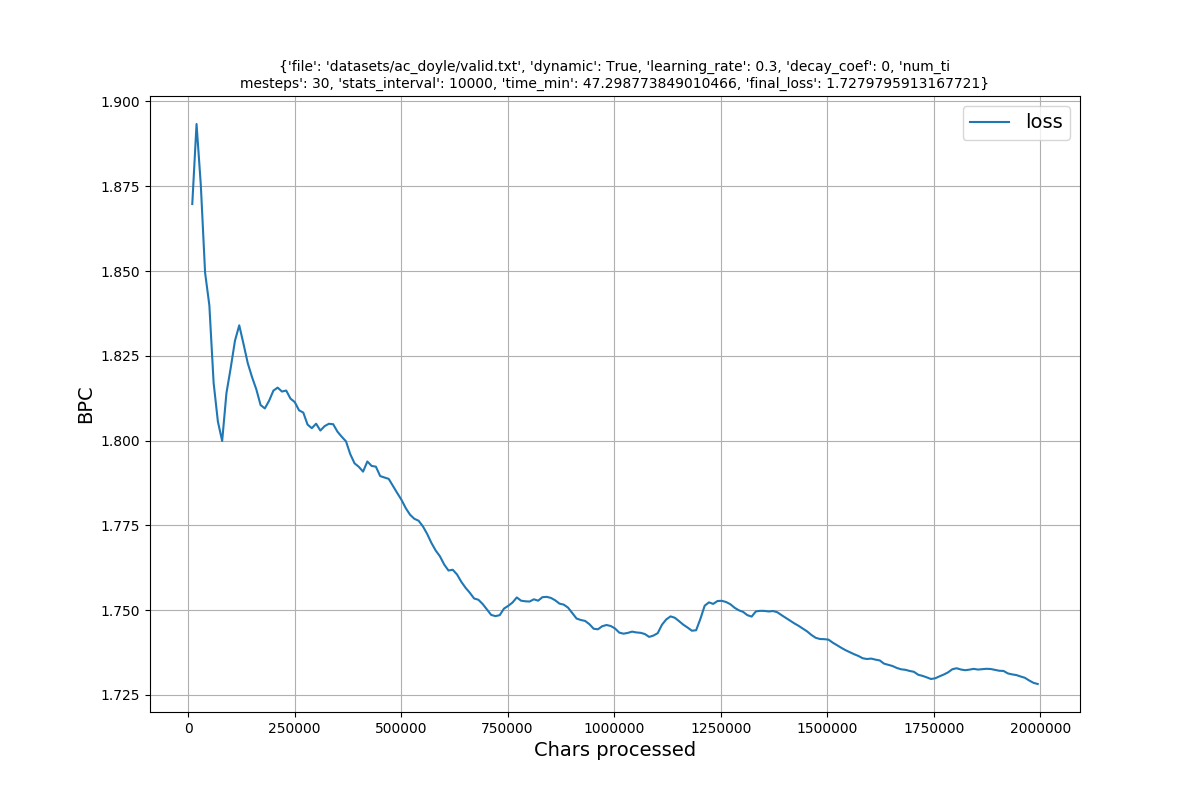 {'file': 'datasets/ac_doyle/valid.txt', 'dynamic': True, 'learning_rate': 0.3, 'decay_coef': 0, 'num_ti
mesteps': 30, 'stats_interval': 10000, 'time_min': 47.298773849010466, 'final_loss': 1.7279795913167721}
1.900
loss
1.875
1.850
1.825
BPC
1.800
1.775
1.750
1.725
0 250000 500000 750000 1000000 1250000 1500000 1750000 2000000
Chars processed